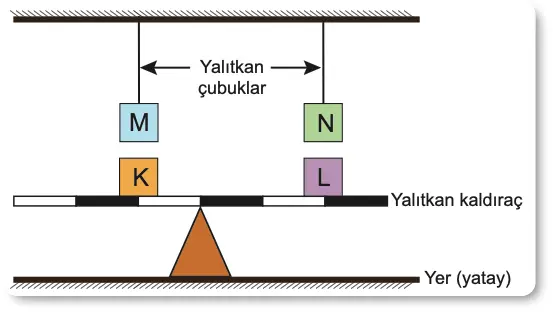 Yalıtkan
çubuklar
M
N
K
L
Yalıtkan kaldıraç
Yer (yatay)